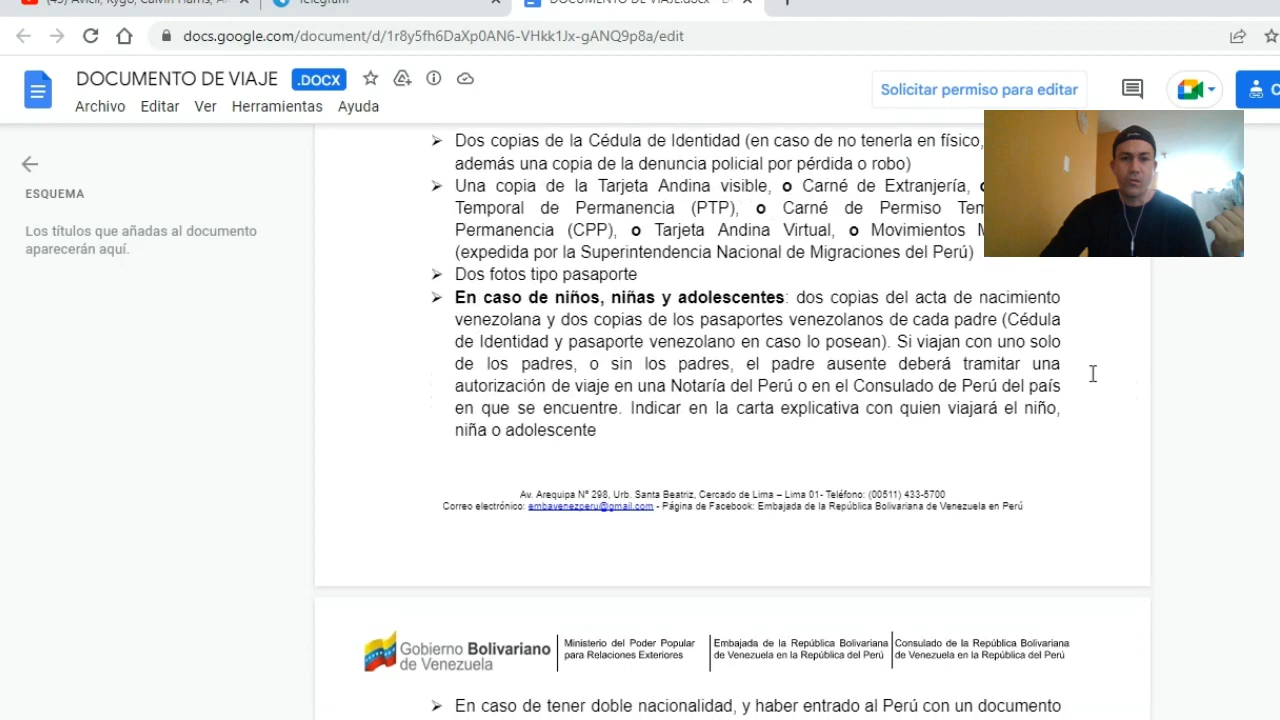 Telegram
DOCUMENTO DE VIAJE.docx
docs.google.com/document/d/1r8y5fh6DaXp0AN6-VHkk1Jx-gANQ9p8a/edit
DOCUMENTO DE VIAJE .DOCX
Archivo Editar Ver Herramientas Ayuda
Solicitar permiso para editar
ESQUEMA
Los títulos que añadas al documento
aparecerán aquí.
➢ Dos copias de la Cédula de Identidad (en caso de no tenerla en físico,
además una copia de la denuncia policial por pérdida o robo)
➢ Una copia de la Tarjeta Andina visible, o Carné de Extranjería,
Temporal de Permanencia (PTP), o Carné de Permiso
Permanencia (CPP), o Tarjeta Andina Virtual, o Movimientos
(expedida por la Superintendencia Nacional de Migraciones del Perú)
➢ Dos fotos tipo pasaporte
➢ En caso de niños, niñas y adolescentes: dos copias del acta de nacimiento
venezolana y dos copias de los pasaportes venezolanos de cada padre (Cédula
de Identidad y pasaporte venezolano en caso lo posean). Si viajan con uno solo
de los padres, o sin los padres, el padre ausente deberá tramitar una
autorización de viaje en una Notaría del Perú o en el Consulado de Perú del país
en que se encuentre. Indicar en la carta explicativa con quien viajará el niño,
niña o adolescente
Av. Arequipa Nº 298, Urb. Santa Beatriz, Cercado de Lima – Lima 01- Teléfono: (00511) 433-5700
Correo electrónico: embavenezperu@gmail.com - Página de Facebook: Embajada de la República Bolivariana de Venezuela en Perú
Gobierno Bolivariano
de Venezuela
Ministerio del Poder Popular
para Relaciones Exteriores
Embajada de la República Bolivariana
de Venezuela en la República del Perú
Consulado de la República Bolivariana
de Venezuela en la República del Perú
➢ En caso de tener doble nacionalidad, y haber entrado al Perú con un documento